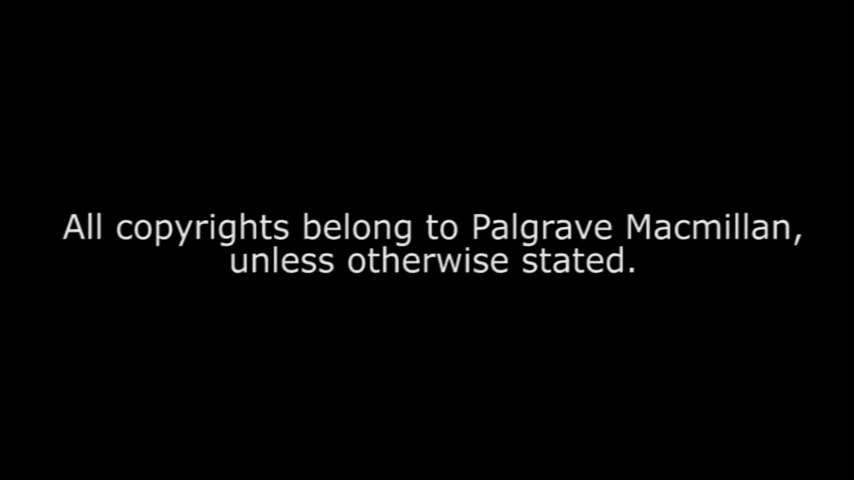 All copyrights belong to Palgrave Macmillan,
unless otherwise stated.